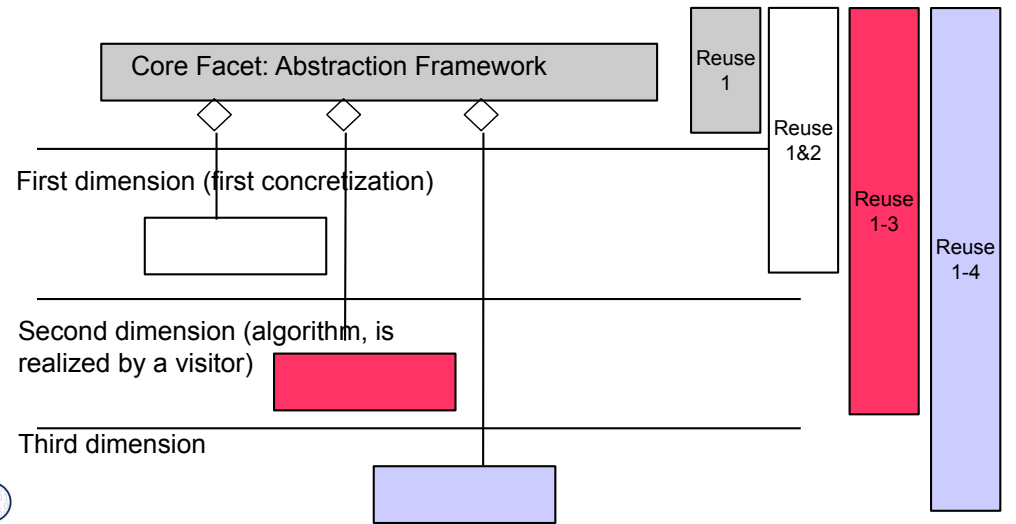 Core Facet: Abstraction Framework
Reuse
1
Reuse
1&2
First dimension (first concretization)
Reuse
1-3
Reuse
1-4
Second dimension (algorithm, is
realized by a visitor)
Third dimension